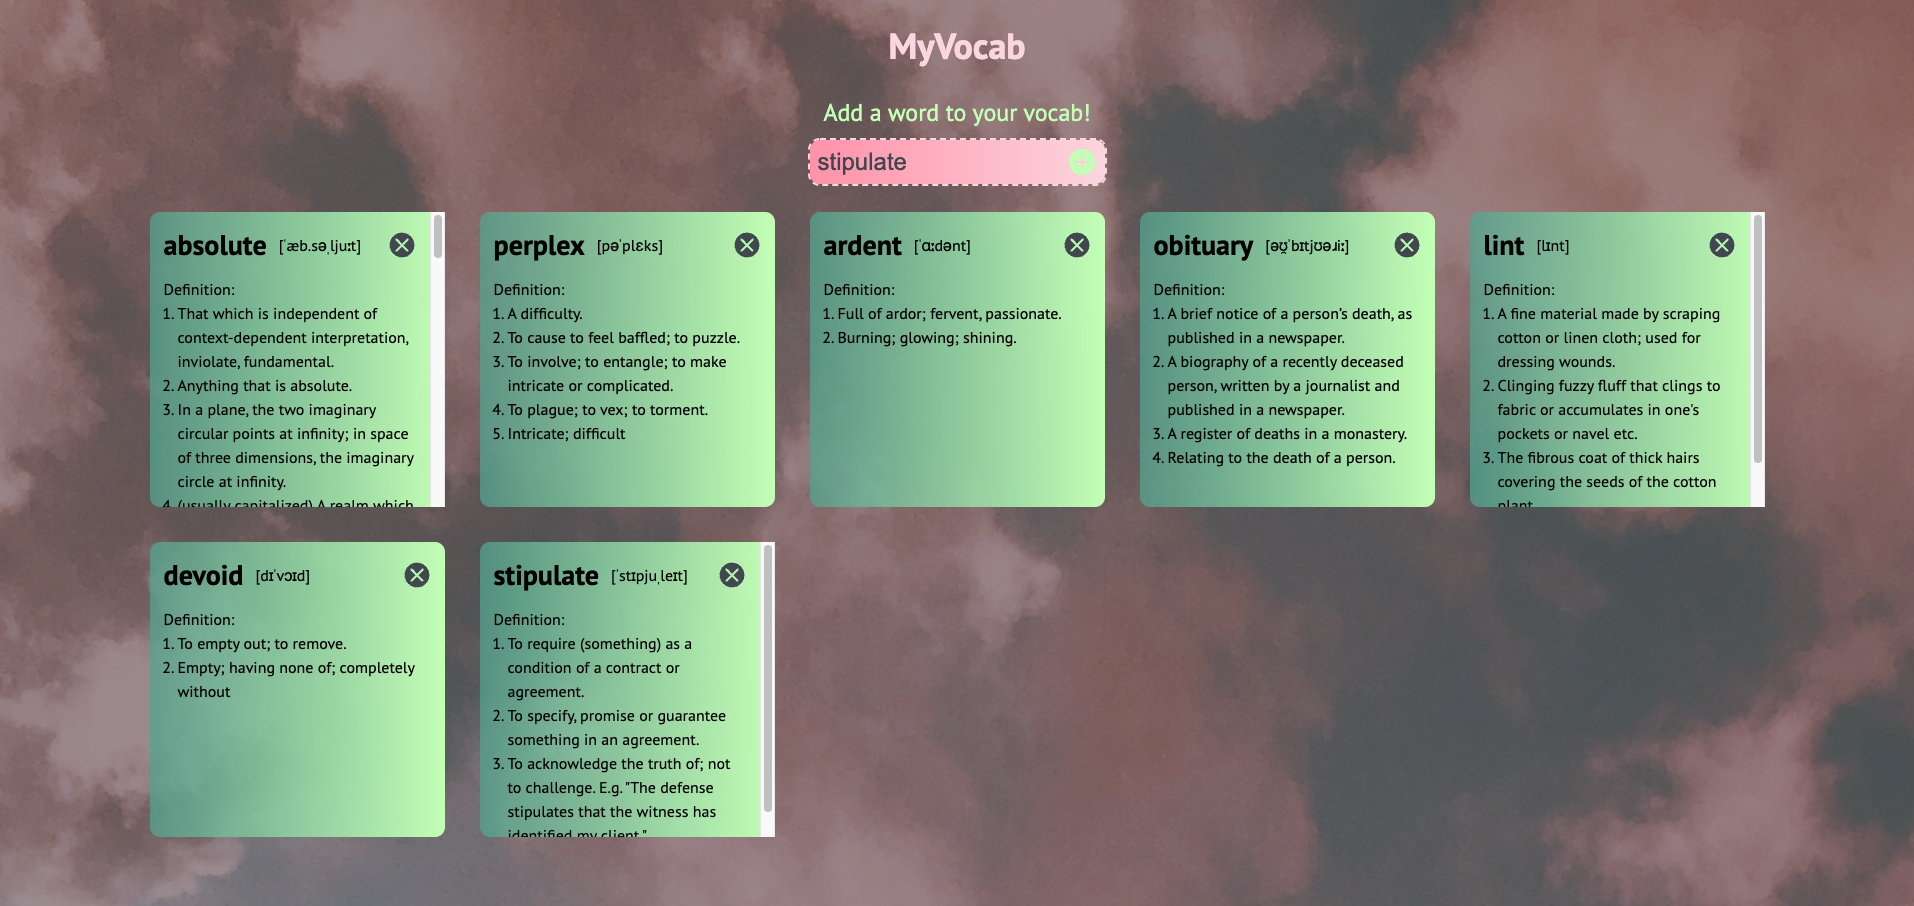 MyVocab
Add a word to your vocab!
stipulate
absolute [ˈæb.səˌljuːt]
Definition:
1. That which is independent of
context-dependent interpretation,
inviolate, fundamental.
2. Anything that is absolute.
3. In a plane, the two imaginary
circular points at infinity; in space
of three dimensions, the imaginary
circle at infinity.
4. (usually capitalized) A realm which
perplex [pəˈplɛks]
Definition:
1. A difficulty.
2. To cause to feel baffled; to puzzle.
3. To involve; to entangle; to make
intricate or complicated.
4. To plague; to vex; to torment.
5. Intricate; difficult
ardent [ˈɑːdənt]
Definition:
1. Full of ardor; fervent, passionate.
2. Burning; glowing; shining.
obituary [əʊ̯ˈbɪtjʊəɹiː]
Definition:
1. A brief notice of a person's death, as
published in a newspaper.
2. A biography of a recently deceased
person, written by a journalist and
published in a newspaper.
3. A register of deaths in a monastery.
4. Relating to the death of a person.
lint [lɪnt]
Definition:
1. A fine material made by scraping
cotton or linen cloth; used for
dressing wounds.
2. Clinging fuzzy fluff that clings to
fabric or accumulates in one's
pockets or navel etc.
3. The fibrous coat of thick hairs
covering the seeds of the cotton
plant.
devoid [dɪˈvɔɪd]
Definition:
1. To empty out; to remove.
2. Empty; having none of; completely
without
stipulate [ˈstɪpjuˌleɪt]
Definition:
1. To require (something) as a
condition of a contract or
agreement.
2. To specify, promise or guarantee
something in an agreement.
3. To acknowledge the truth of; not
to challenge. E.g. "The defense
stipulates that the witness has
identified my client."